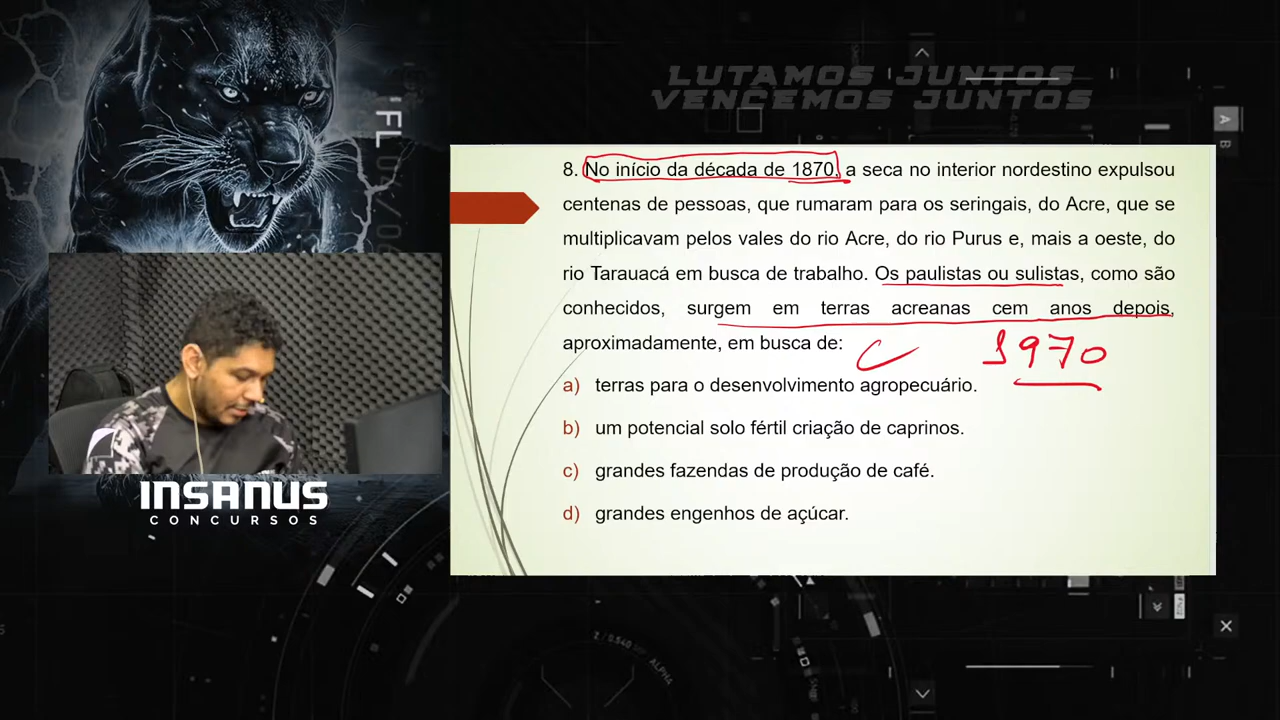 LUTAMOS JUNTOS
VENCEMOS JUNTOS
8. No início da década de 1870, a seca no interior nordestino expulsou
centenas de pessoas, que rumaram para os seringais, do Acre, que se
multiplicavam pelos vales do rio Acre, do rio Purus e, mais a oeste, do
rio Tarauacá em busca de trabalho. Os paulistas ou sulistas, como são
conhecidos, surgem em terras acreanas cem anos depois,
aproximadamente, em busca de:
1970
a) terras para o desenvolvimento agropecuário.
b) um potencial solo fértil criação de caprinos.
c) grandes fazendas de produção de café.
d) grandes engenhos de açúcar.
INSANUS
CONCURSOS
A
B
Z / 0.540 ALPHA